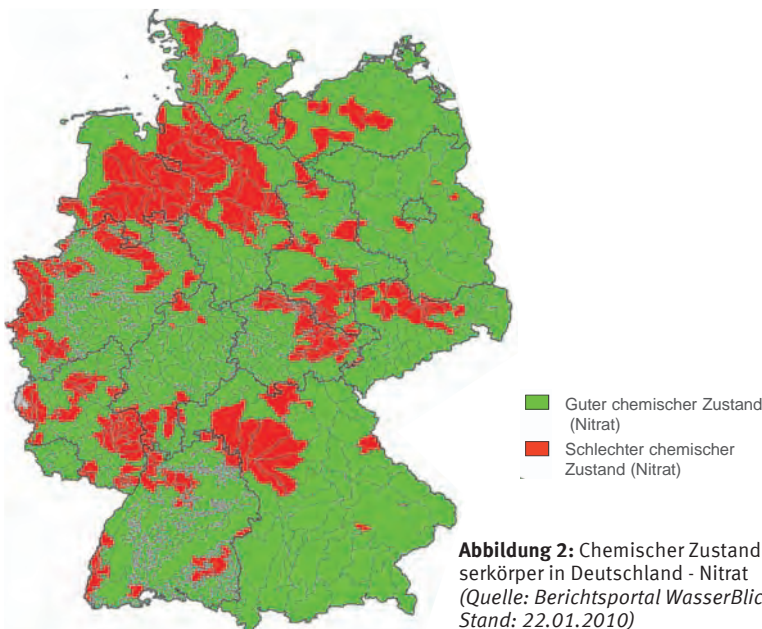 Guter chemischer Zustand
(Nitrat)
Schlechter chemischer
Zustand (Nitrat)
Abbildung 2: Chemischer Zustand
serkörper in Deutschland - Nitrat
(Quelle: Berichtsportal WasserBlic
Stand: 22.01.2010)